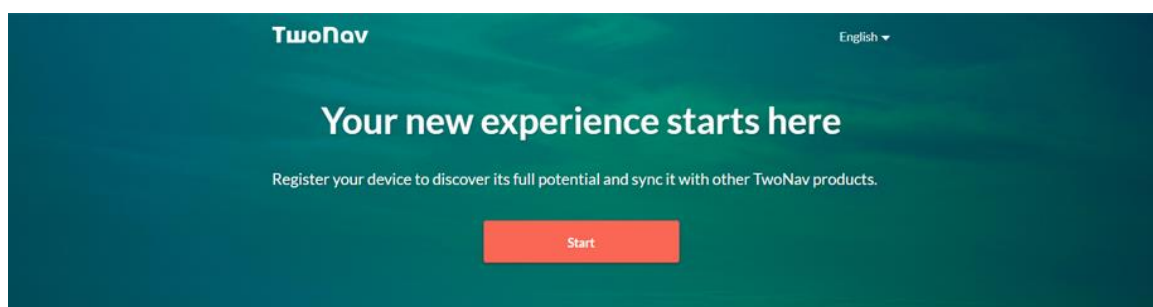 TwoNav
English
Your new experience starts here
Register your device to discover its full potential and sync it with other TwoNav products.
Start